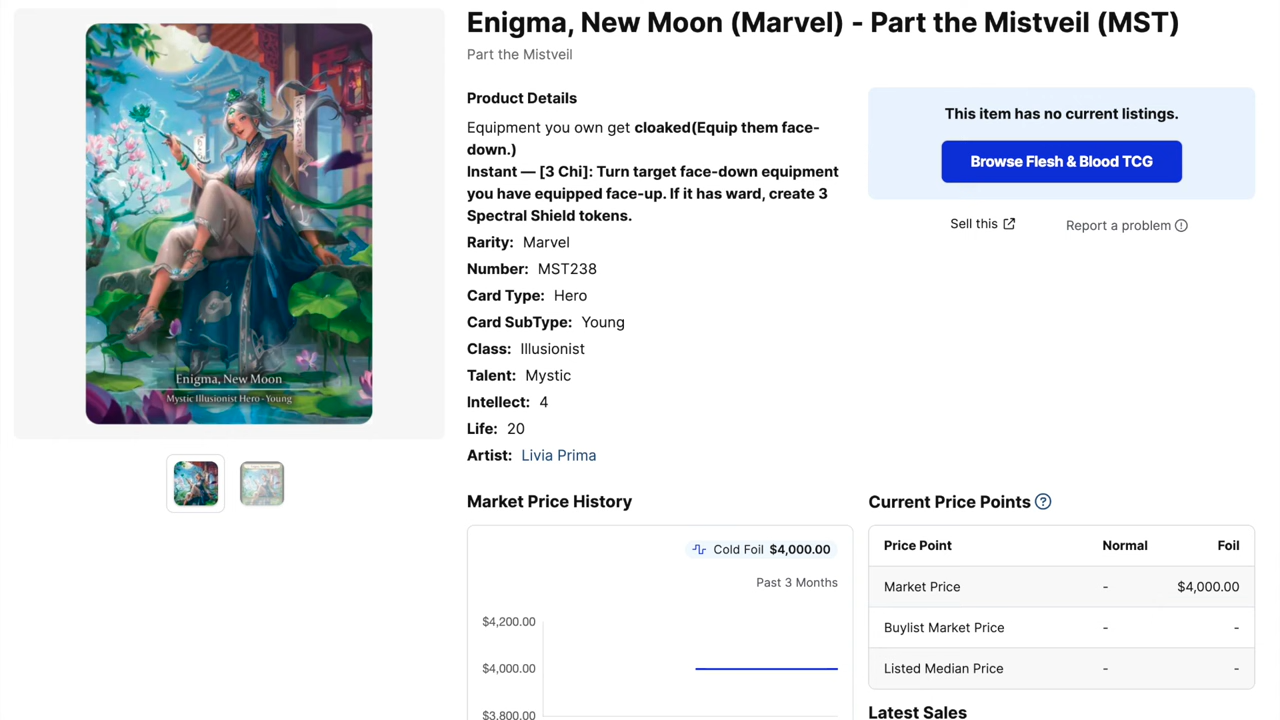 Enigma, New Moon (Marvel) - Part the Mistveil (MST)
Part the Mistveil
Product Details
Equipment you own get cloaked(Equip them face-
down.)
Instant — [3 Chi]: Turn target face-down equipment
you have equipped face-up. If it has ward, create 3
Spectral Shield tokens.
Rarity: Marvel
Number: MST238
Card Type: Hero
Card SubType: Young
Class: Illusionist
Talent: Mystic
Intellect: 4
Life: 20
Artist: Livia Prima
This item has no current listings.
Browse Flesh & Blood TCG
Sell this
Report a problem
Enigma, New Moon
Mystic Illusionist Hero - Young
Market Price History
Cold Foil $4,000.00
Past 3 Months
$4,200.00
$4,000.00
$3,800.00
Current Price Points
Price Point Normal Foil
Market Price - $4,000.00
Buylist Market Price - -
Listed Median Price - -
Latest Sales